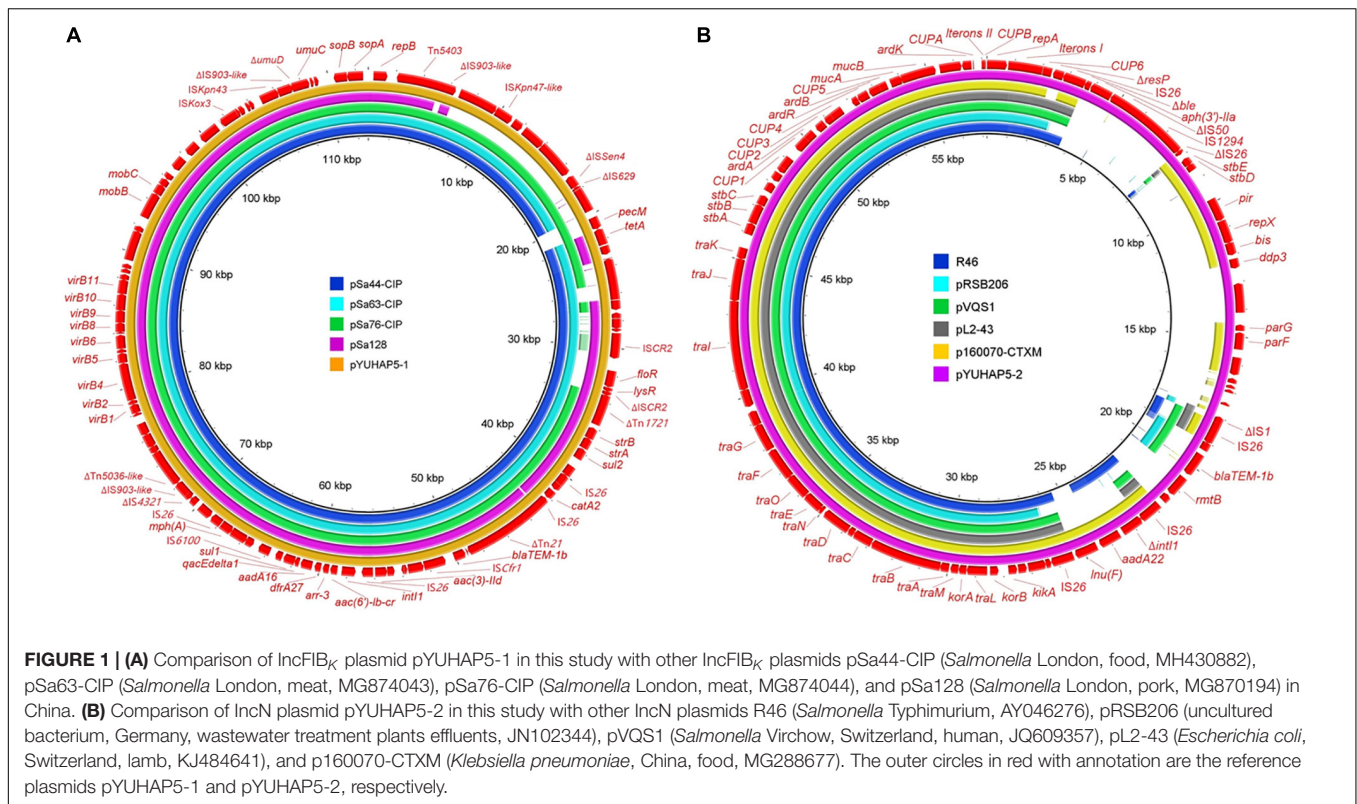 A
B
ΔumuD
umuC
sopB
sopA
repB
Tn5403
ΔIS903-like
ISKpn47-like
ΔISSen4
ΔIS629
pecM
tetA
ISCR2
floR
lysR
ΔISCR2
ΔTn1721
strB
strA
sul2
IS26
catA2
IS26
ΔTn21
blaTEM-1b
ISCfr1
aac(3)-IId
IS26
intI1
aac(6')-Ib-cr
arr-3
dfrA27
aadA16
qacEdelta1
sul1
IS6100
mph(A)
IS26
ΔIS4321
ΔIS903-like
ΔTn5036-like
virB1
virB2
virB4
virB5
virB6
virB8
virB9
virB10
virB11
mobB
mobC
ISKox3
ISKpn43
ΔIS903-like
110 kbp
10 kbp
20 kbp
30 kbp
40 kbp
50 kbp
60 kbp
70 kbp
80 kbp
90 kbp
100 kbp
pSa44-CIP
pSa63-CIP
pSa76-CIP
pSa128
pYUHAP5-1
CUPA
Iterons II
CUPB
repA
Iterons I
CUP6
ΔresP
IS26
Δble
aph(3')-IIa
ΔIS50
IS1294
ΔIS26
stbE
stbD
pir
repX
bis
ddp3
parG
parF
ΔIS1
IS26
blaTEM-1b
rmtB
IS26
ΔintI1
aadA22
lnu(F)
IS26
kikA
korB
traL
korA
traM
traA
traB
traC
traD
traN
traE
traO
traF
traG
traI
traJ
traK
stbA
stbB
stbC
CUP1
ardA
CUP2
CUP3
CUP4
ardR
ardB
CUP5
mucA
mucB
ardK
55 kbp
5 kbp
10 kbp
15 kbp
20 kbp
25 kbp
30 kbp
35 kbp
40 kbp
45 kbp
50 kbp
R46
pRSB206
pVQS1
pL2-43
p160070-CTXM
pYUHAP5-2
FIGURE 1 | (A) Comparison of IncFIBK plasmid pYUHAP5-1 in this study with other IncFIBK plasmids pSa44-CIP (Salmonella London, food, MH430882),
pSa63-CIP (Salmonella London, meat, MG874043), pSa76-CIP (Salmonella London, meat, MG874044), and pSa128 (Salmonella London, pork, MG870194) in
China. (B) Comparison of IncN plasmid pYUHAP5-2 in this study with other IncN plasmids R46 (Salmonella Typhimurium, AY046276), pRSB206 (uncultured
bacterium, Germany, wastewater treatment plants effluents, JN102344), pVQS1 (Salmonella Virchow, Switzerland, human, JQ609357), pL2-43 (Escherichia coli,
Switzerland, lamb, KJ484641), and p160070-CTXM (Klebsiella pneumoniae, China, food, MG288677). The outer circles in red with annotation are the reference
plasmids pYUHAP5-1 and pYUHAP5-2, respectively.